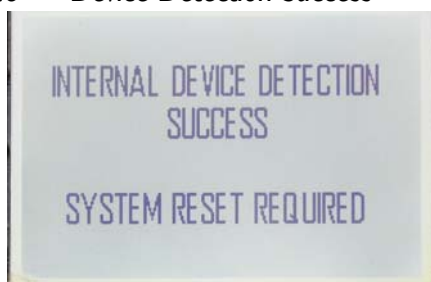 Device Detection Success
INTERNAL DEVICE DETECTION
SUCCESS
SYSTEM RESET REQUIRED